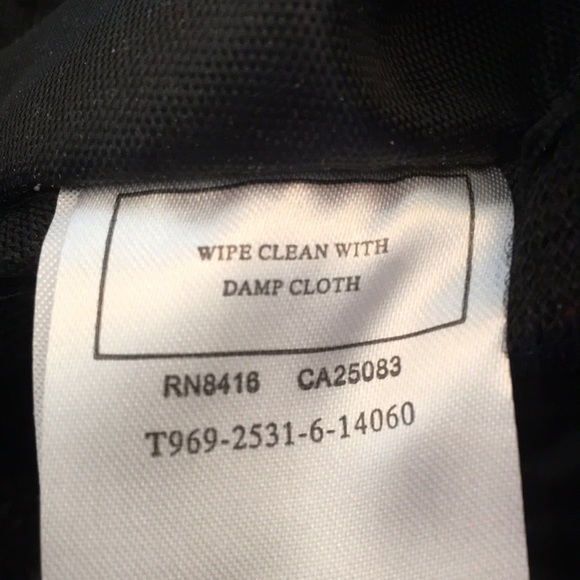 WIPE CLEAN WITH
DAMP CLOTH
RN8416 CA25083
T969-2531-6-14060